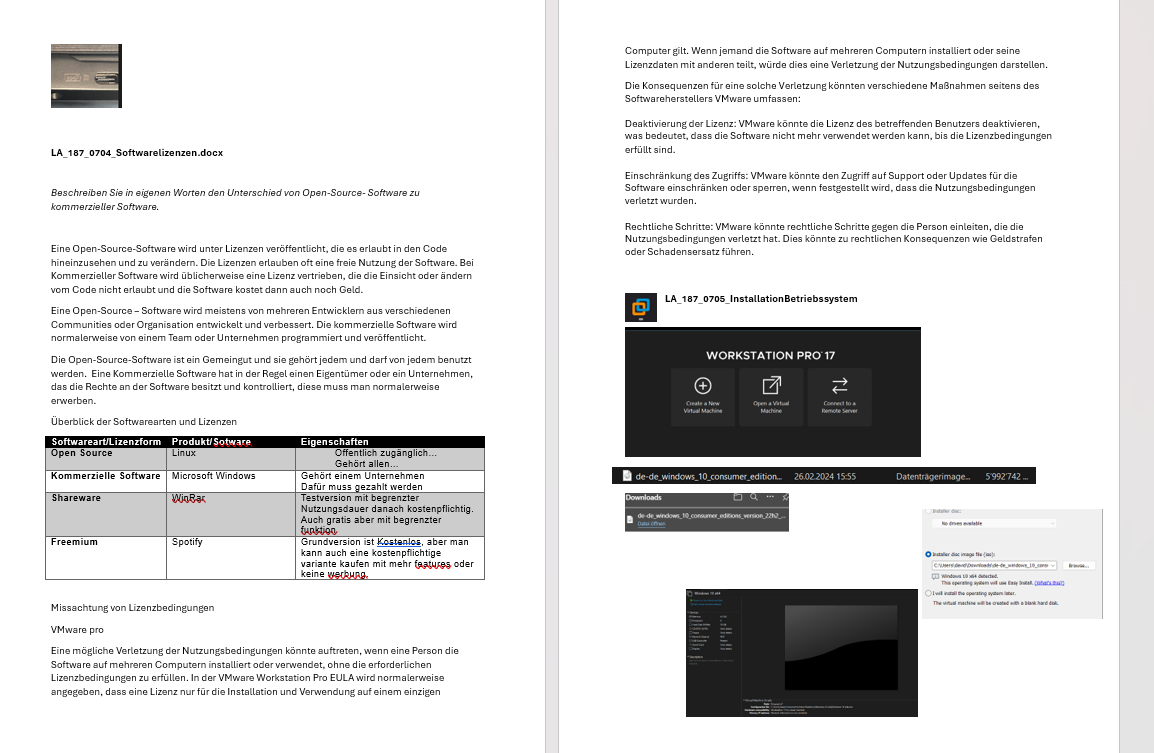 LA_187_0704_Softwarelizenzen.docx
Beschreiben Sie in eigenen Worten den Unterschied von Open-Source- Software zu
kommerzieller Software.
Eine Open-Source-Software wird unter Lizenzen veröffentlicht, die es erlaubt in den Code
hineinzusehen und zu verändern. Die Lizenzen erlauben oft eine freie Nutzung der Software. Bei
Kommerzieller Software wird üblicherweise eine Lizenz vertrieben, die die Einsicht oder ändern
vom Code nicht erlaubt und die Software kostet dann auch noch Geld.
Eine Open-Source – Software wird meistens von mehreren Entwicklern aus verschiedenen
Communities oder Organisation entwickelt und verbessert. Die kommerzielle Software wird
normalerweise von einem Team oder Unternehmen programmiert und veröffentlicht.
Die Open-Source-Software ist ein Gemeingut und sie gehört jedem und darf von jedem benutzt
werden. Eine Kommerzielle Software hat in der Regel einen Eigentümer oder ein Unternehmen,
das die Rechte an der Software besitzt und kontrolliert, diese muss man normalerweise
erwerben.
Überblick der Softwarearten und Lizenzen
Softwareart/Lizenzform Produkt/Sotware Eigenschaften
Open Source Linux Öffentlich zugänglich...
Gehört allen...
Kommerzielle Software Microsoft Windows Gehört einem Unternehmen
Dafür muss gezahlt werden
Shareware WinRar Testversion mit begrenzter
Nutzungsdauer danach kostenpflichtig.
Auch gratis aber mit begrenzter
funktion.
Freemium Spotify Grundversion ist Kostenlos, aber man
kann auch eine kostenpflichtige
variante kaufen mit mehr features oder
keine werbung.
Missachtung von Lizenzbedingungen
VMware pro
Eine mögliche Verletzung der Nutzungsbedingungen könnte auftreten, wenn eine Person die
Software auf mehreren Computern installiert oder verwendet, ohne die erforderlichen
Lizenzbedingungen zu erfüllen. In der VMware Workstation Pro EULA wird normalerweise
angegeben, dass eine Lizenz nur für die Installation und Verwendung auf einem einzigen
Computer gilt. Wenn jemand die Software auf mehreren Computern installiert oder seine
Lizenzdaten mit anderen teilt, würde dies eine Verletzung der Nutzungsbedingungen darstellen.
Die Konsequenzen für eine solche Verletzung könnten verschiedene Maßnahmen seitens des
Softwareherstellers VMware umfassen:
Deaktivierung der Lizenz: VMware könnte die Lizenz des betreffenden Benutzers deaktivieren,
was bedeutet, dass die Software nicht mehr verwendet werden kann, bis die Lizenzbedingungen
erfüllt sind.
Einschränkung des Zugriffs: VMware könnte den Zugriff auf Support oder Updates für die
Software einschränken oder sperren, wenn festgestellt wird, dass die Nutzungsbedingungen
verletzt wurden.
Rechtliche Schritte: VMware könnte rechtliche Schritte gegen die Person einleiten, die die
Nutzungsbedingungen verletzt hat. Dies könnte zu rechtlichen Konsequenzen wie Geldstrafen
oder Schadensersatz führen.
LA_187_0705_InstallationBetriebssystem
WORKSTATION PRO 17
Create a New
Virtual Machine
Open a Virtual
Machine
Connect to a
Remote Server
de-de_windows_10_consumer_edition... 26.02.2024 15:55 Datenträgerimage... 5'992'742 ...
Downloads
de-de_windows_10_consumer_editions_version_22h2_...
Datei öffnen
Installer disc:
No drives available
Installer disc image file (iso):
C:\Users\david\Downloads\de-de_windows_10_conso Browse...
Windows 10 x64 detected.
This operating system will use Easy Install. (What's this?)
I will install the operating system later.
The virtual machine will be created with a blank hard disk.
Windows 10 x64